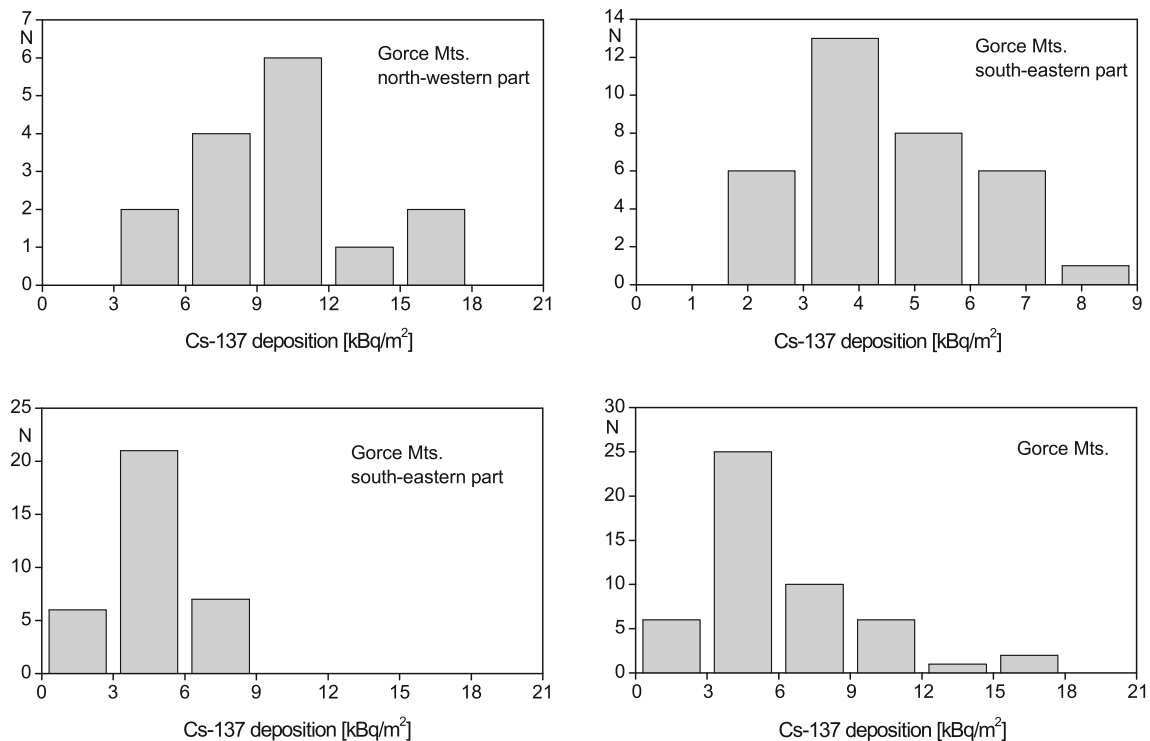 7
N
6
5
4
3
2
1
0
Gorce Mts.
north-western part
0 3 6 9 12 15 18 21
Cs-137 deposition [kBq/m²]
14
N
12
10
8
6
4
2
0
Gorce Mts.
south-eastern part
0 1 2 3 4 5 6 7 8 9
Cs-137 deposition [kBq/m²]
25
N
20
15
10
5
0
Gorce Mts.
south-eastern part
0 3 6 9 12 15 18 21
Cs-137 deposition [kBq/m²]
30
N
25
20
15
10
5
0
Gorce Mts.
0 3 6 9 12 15 18 21
Cs-137 deposition [kBq/m²]